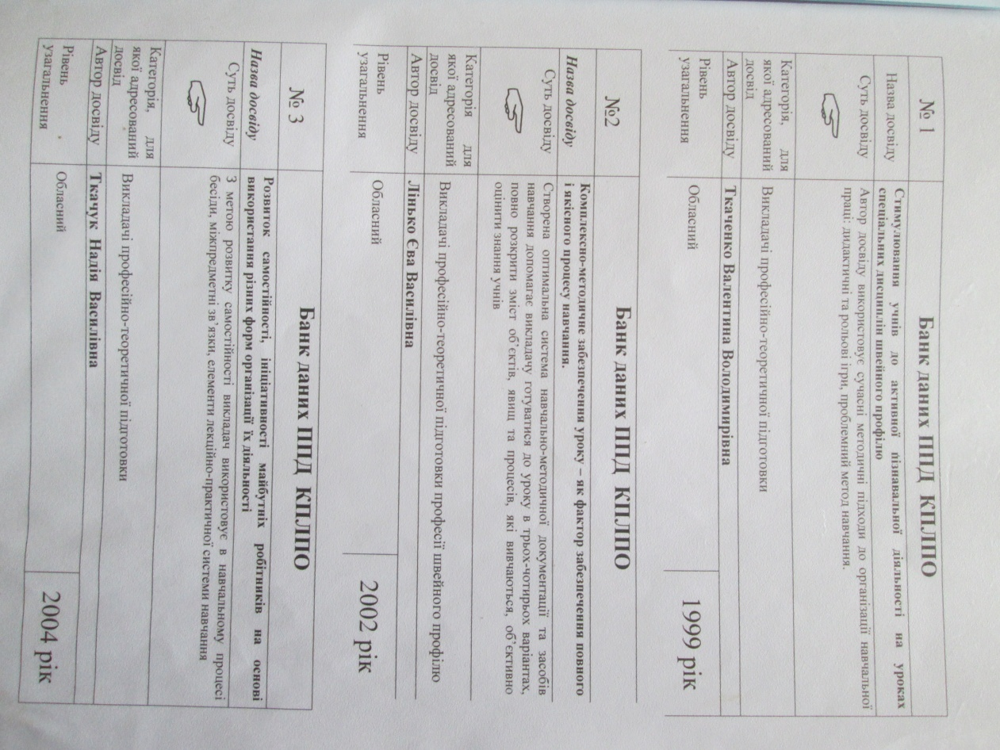 № 1
Банк даних ППД КПЛПО
Назва досвіду
Стимулювання учнів до активної пізнавальної діяльності на уроках
спеціальних дисциплін швейного профілю
Суть досвіду
Автор досвіду використовує сучасні методичні підходи до організації навчальної
праці: дидактичні та рольові ігри, проблемний метод навчання.
Категорія, для
якої адресований
досвід
Викладачі професійно-теоретичної підготовки
Автор досвіду
Ткаченко Валентина Володимирівна
Рівень
узагальнення
Обласний
1999 рік
№2
Банк даних ППД КПЛПО
Назва досвіду
Комплексно-методичне забезпечення уроку – як фактор забезпечення повного
і якісного процесу навчання.
Суть досвіду
Створена оптимальна система навчально-методичної документації та засобів
навчання допомагає викладачу готуватися до уроку в трьох-чотирьох варіантах,
повно розкрити зміст об’єктів, явищ та процесів, які вивчаються, об’єктивно
оцінити знання учнів
Категорія для
якої адресований
досвід
Викладачі професійно-теоретичної підготовки професії швейного профілю
Автор досвіду
Лінько Єва Василівна
Рівень
узагальнення
Обласний
2002 рік
№ 3
Банк даних ППД КПЛПО
Назва досвіду
Розвиток самостійності, ініціативності майбутніх робітників на основі
використання різних форм організації їх діяльності
Суть досвіду
З метою розвитку самостійності викладач використовує в навчальному процесі
бесіди, міжпредметні зв’язки, елементи лекційно-практичної системи навчання
Категорія, для
якої адресований
досвід
Викладачі професійно-теоретичної підготовки
Автор досвіду
Ткачук Надія Василівна
Рівень
узагальнення
Обласний
2004 рік